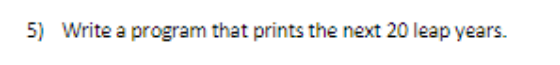 5) Write a program that prints the next 20 leap years.